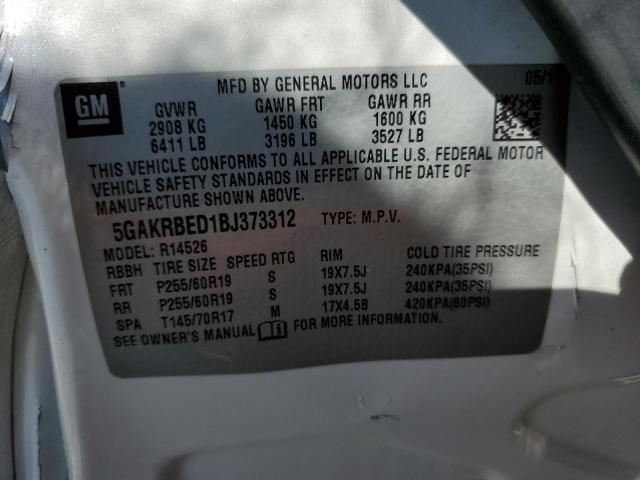 GM
MFD BY GENERAL MOTORS LLC
05/1
GVWR GAWR FRT GAWR RR
2908 KG 1450 KG 1600 KG
6411 LB 3196 LB 3527 LB
THIS VEHICLE CONFORMS TO ALL APPLICABLE U.S. FEDERAL MOTOR
VEHICLE SAFETY STANDARDS IN EFFECT ON THE DATE OF
MANUFACTURE SHOWN ABOVE.
5GAKRBED1BJ373312 TYPE: M.P.V.
MODEL: R14526
RBBH TIRE SIZE SPEED RTG RIM COLD TIRE PRESSURE
FRT P255/60R19 S 19X7.5J 240KPA(35PSI)
RR P255/60R19 S 19X7.5J 240KPA(35PSI)
SPA T145/70R17 M 17X4.5B 420KPA(60PSI)
SEE OWNER'S MANUAL FOR MORE INFORMATION.